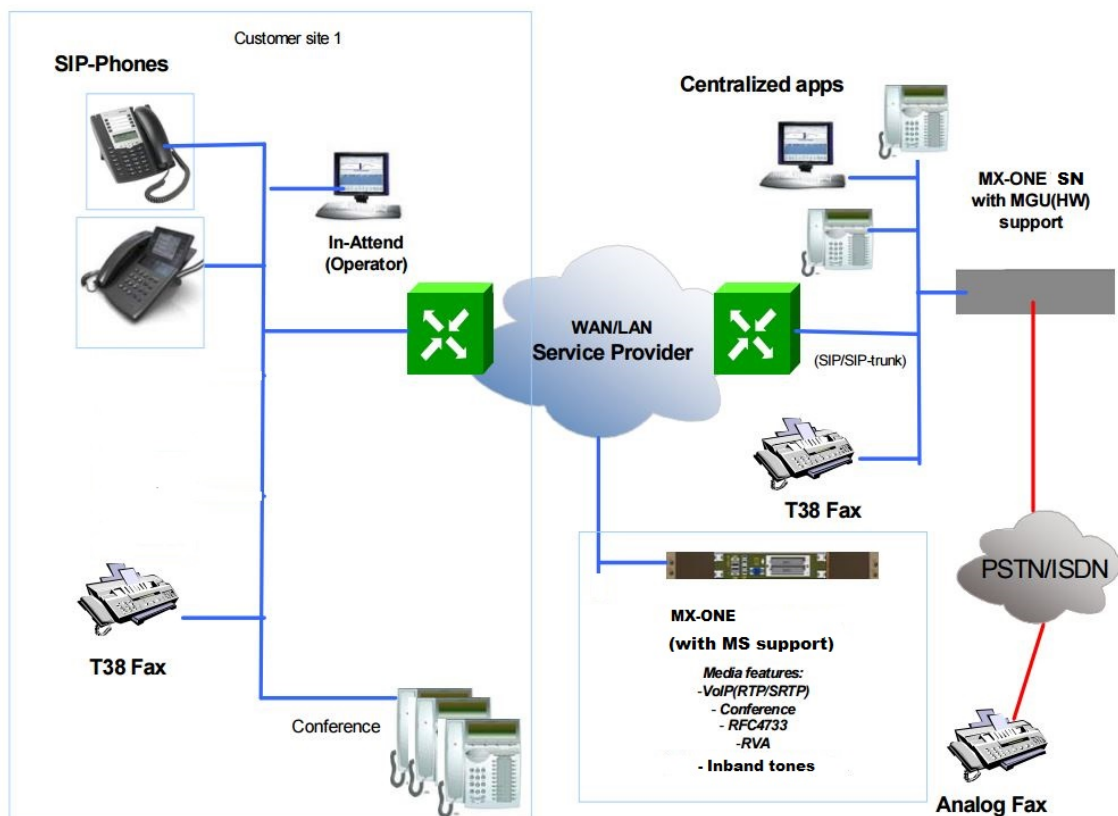 Customer site 1
SIP-Phones
In-Attend
(Operator)
T38 Fax
Conference
WAN/LAN
Service Provider
Centralized apps
(SIP/SIP-trunk)
T38 Fax
MX-ONE SN
with MGU(HW)
support
MX-ONE
(with MS support)
Media features:
-VoIP(RTP/SRTP)
- Conference
- RFC4733
-RVA
- Inband tones
PSTN/ISDN
Analog Fax